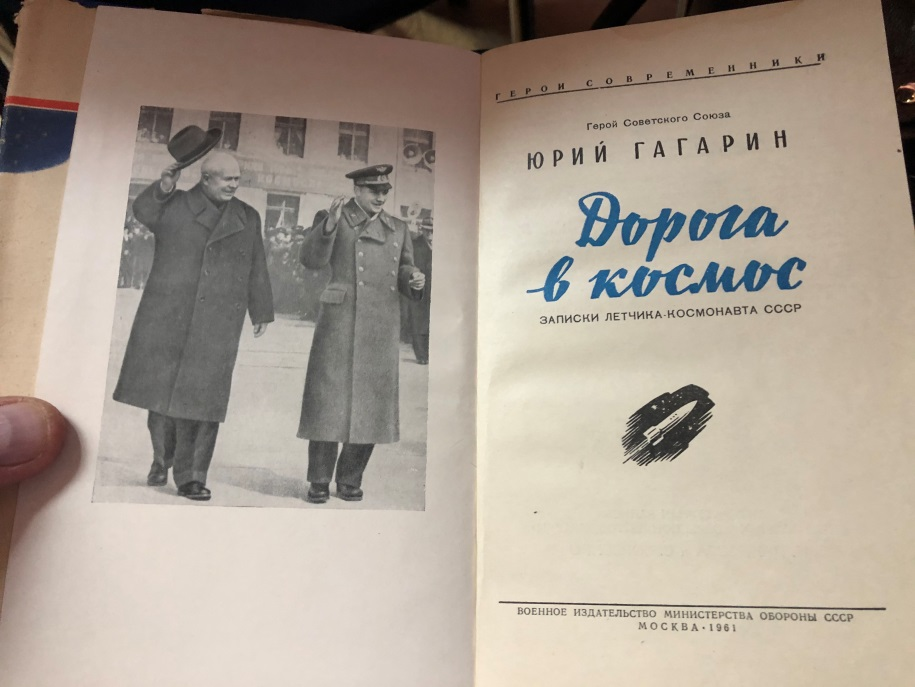 ГЕРОИ СОВРЕМЕННИКИ
Герой Советского Союза
ЮРИЙ ГАГАРИН
Дорога
в космос
ЗАПИСКИ ЛЕТЧИКА-КОСМОНАВТА СССР
ВОЕННОЕ ИЗДАТЕЛЬСТВО МИНИСТЕРСТВА ОБОРОНЫ СССР
МОСКВА · 1961